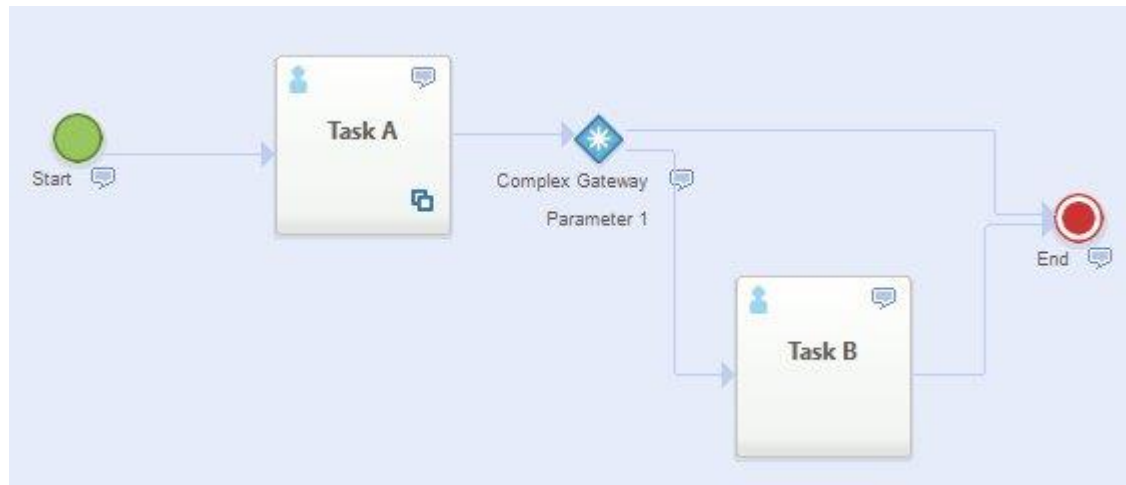 Task A
Start
Complex Gateway
Parameter 1
End
Task B